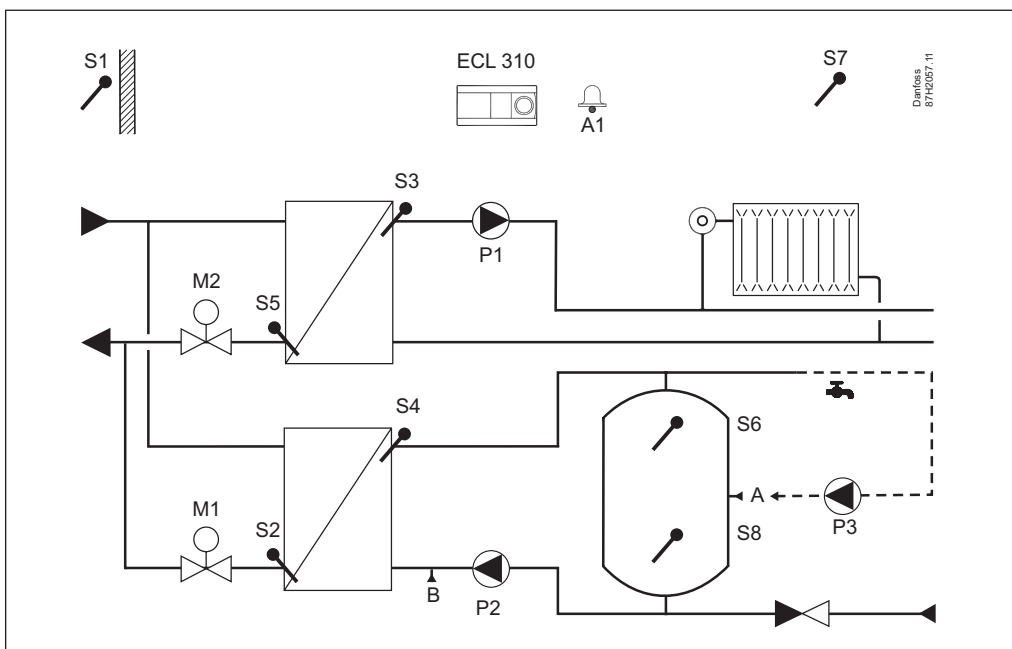 S1
ECL 310
S7
Danfoss
87H2057.11
A1
S3
P1
M2
S5
S4
S6
A
M1
S2
S8
P3
B
P2